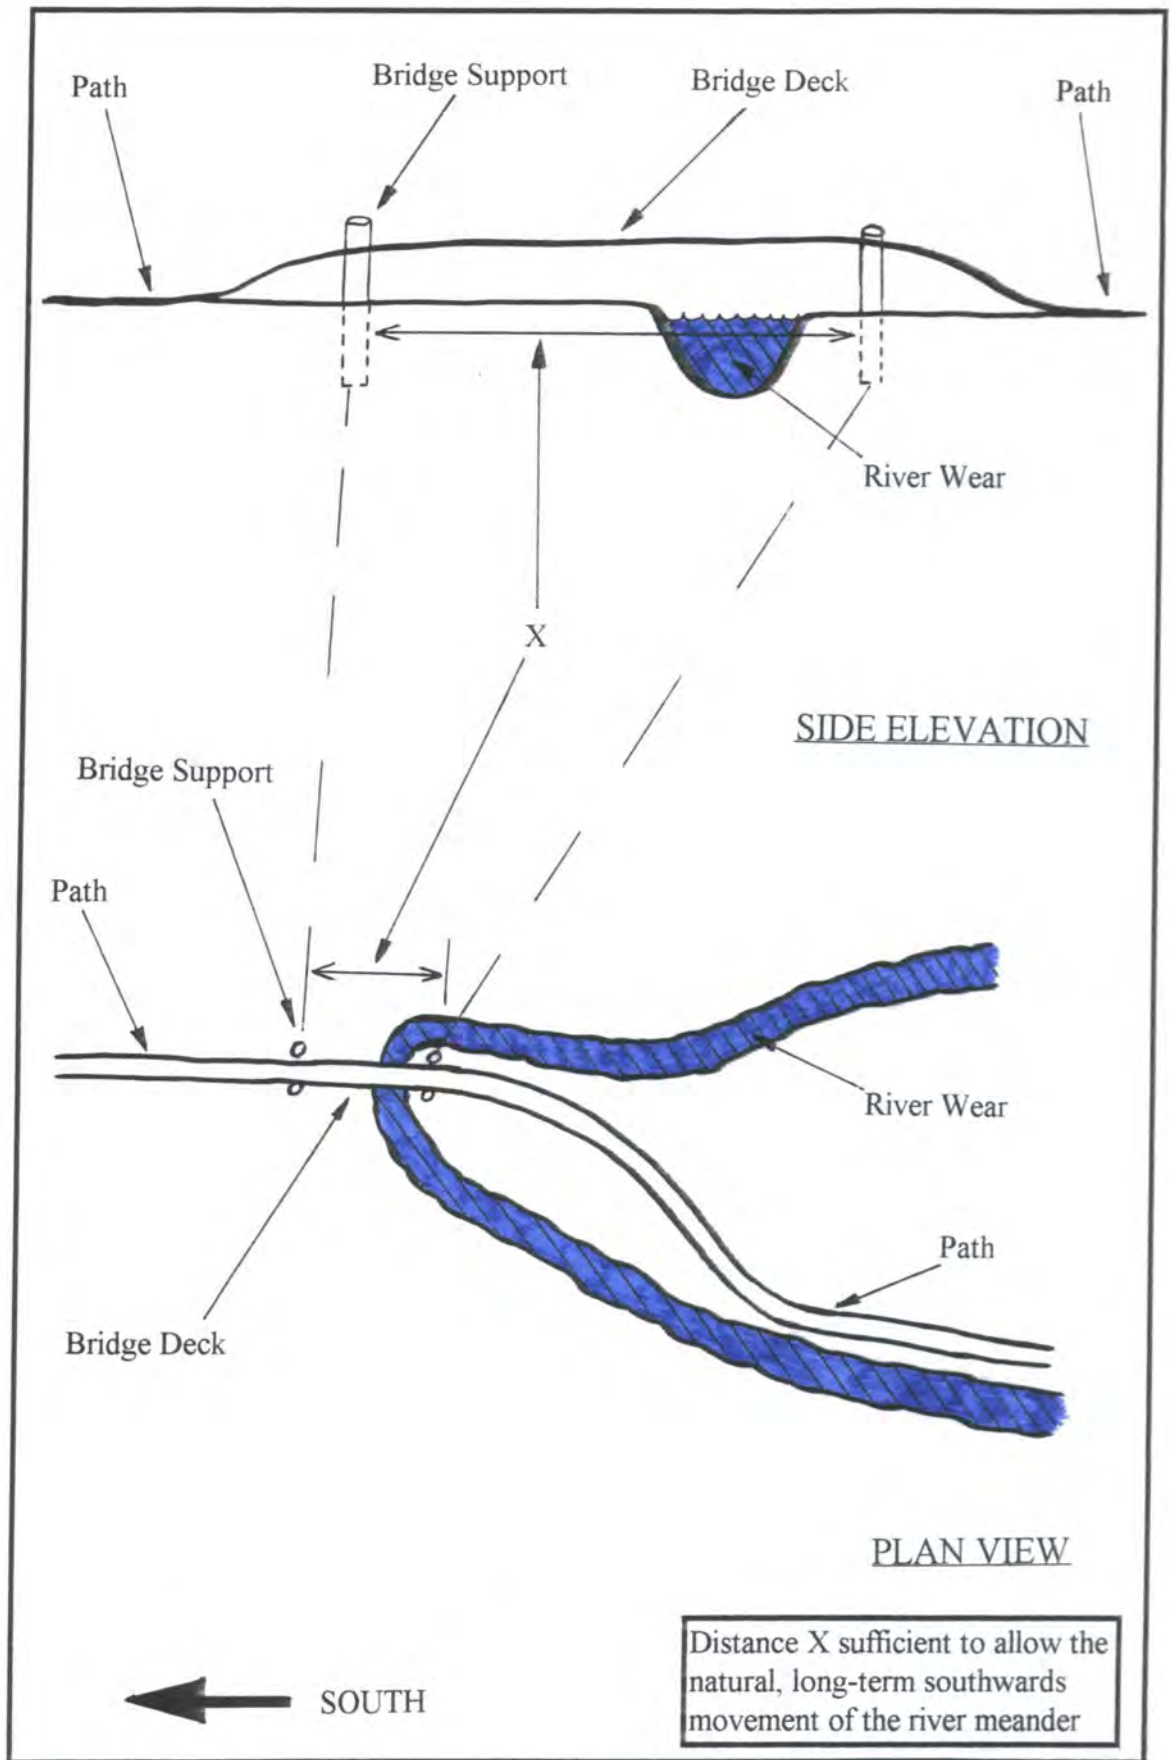 Path
Bridge Support
Bridge Deck
Path
River Wear
X
SIDE ELEVATION
Bridge Support
Path
River Wear
Path
Bridge Deck
PLAN VIEW
Distance X sufficient to allow the
natural, long-term southwards
movement of the river meander
SOUTH